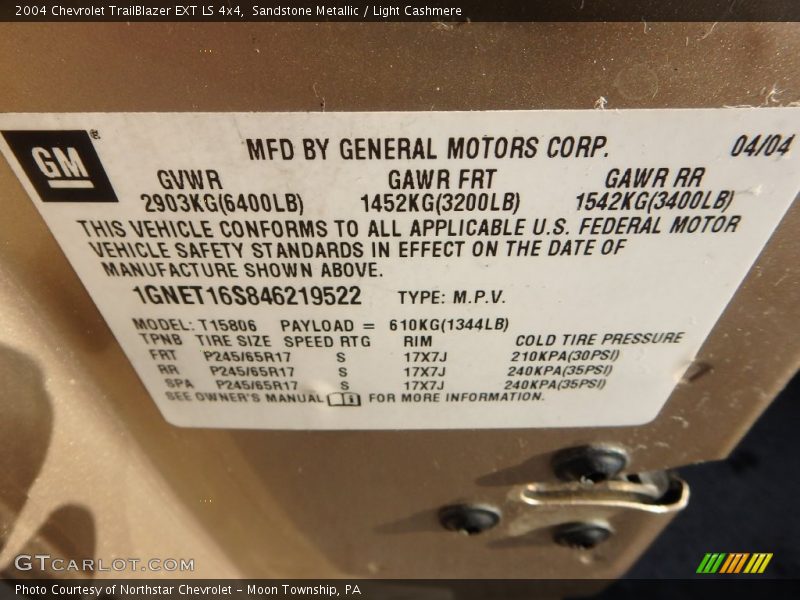 2004 Chevrolet TrailBlazer EXT LS 4x4,  Sandstone Metallic / Light Cashmere
GM ®
MFD BY GENERAL MOTORS CORP. 04/04
GVWR GAWR FRT GAWR RR
2903KG(6400LB) 1452KG(3200LB) 1542KG(3400LB)
THIS VEHICLE CONFORMS TO ALL APPLICABLE U.S. FEDERAL MOTOR
VEHICLE SAFETY STANDARDS IN EFFECT ON THE DATE OF
MANUFACTURE SHOWN ABOVE.
1GNET16S846219522 TYPE: M.P.V.
MODEL: T15806 PAYLOAD = 610KG(1344LB)
TPNB TIRE SIZE SPEED RTG RIM COLD TIRE PRESSURE
FRT P245/65R17 S 17X7J 210KPA(30PSI)
RR P245/65R17 S 17X7J 240KPA(35PSI)
SPA P245/65R17 S 17X7J 240KPA(35PSI)
SEE OWNER'S MANUAL FOR MORE INFORMATION.
GTCARLOT.COM
Photo Courtesy of Northstar Chevrolet - Moon Township, PA